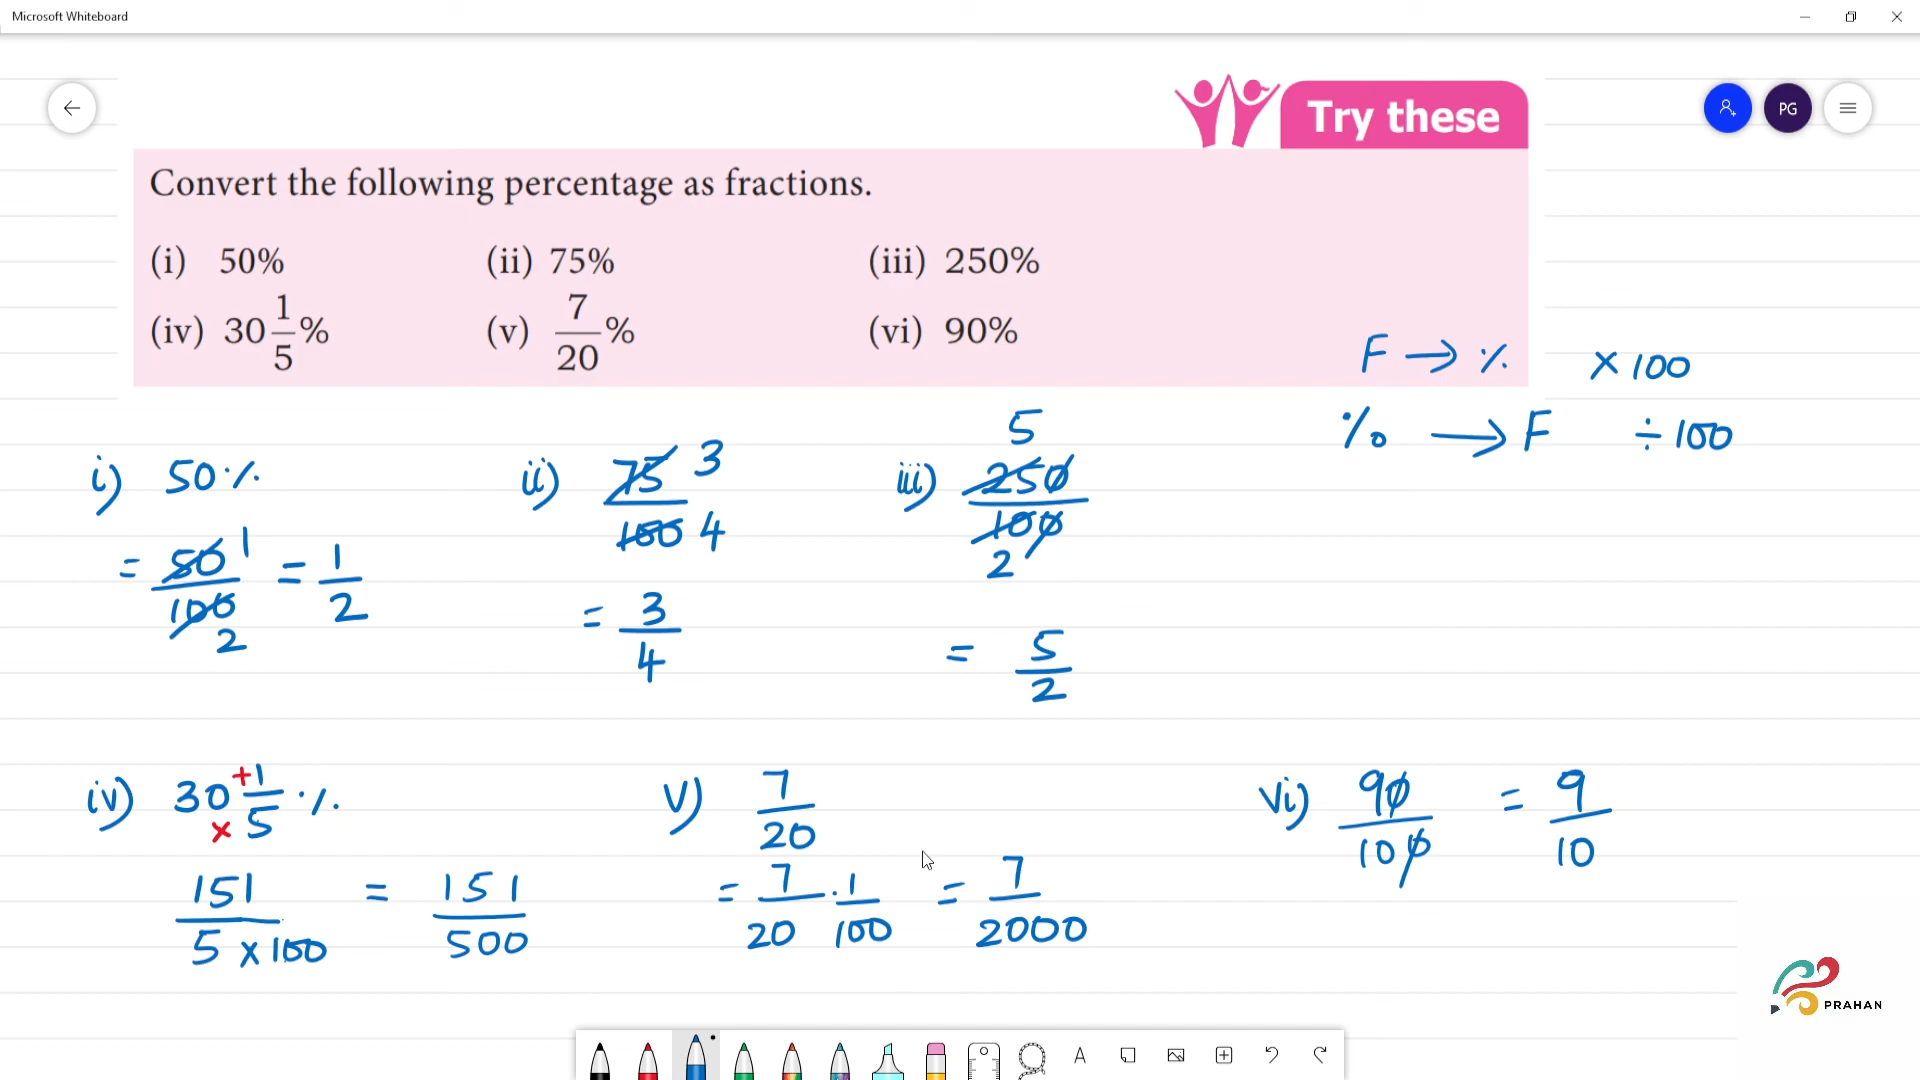 Microsoft Whiteboard
PG
Try these
Convert the following percentage as fractions.
(i) 50% (ii) 75% (iii) 250%
(iv) 30 1/5 % (v) 7/20 % (vi) 90%
F → % × 100
% → F ÷ 100
i) 50%
= 50/100 1 2 = 1/2
ii) 75/100 3 4
= 3/4
iii) 250/100 5 2
= 5/2
iv) 30 + 1/5 × %
151/5 × 100 = 151/500
v) 7/20
= 7/20 . 1/100 = 7/2000
vi) 90/100 = 9/10
PRAHAN
A